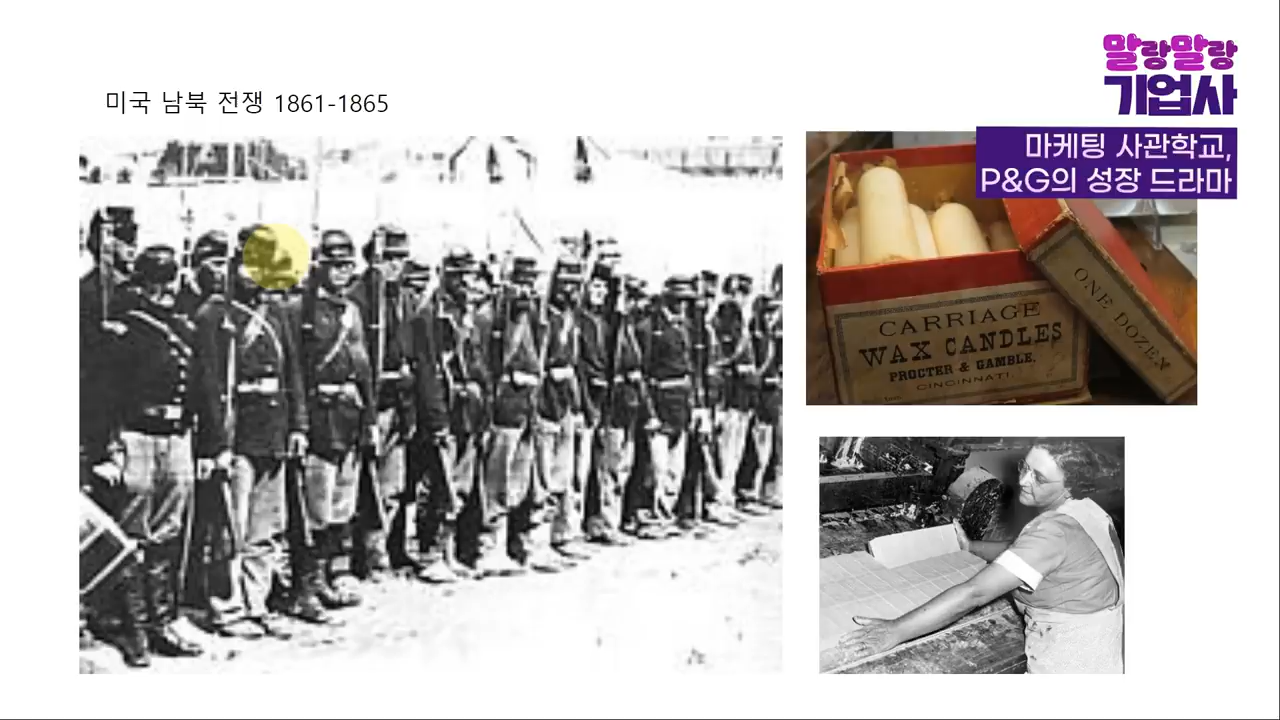 말랑말랑
기업사
미국 남북 전쟁 1861-1865
마케팅 사관학교,
P&G의 성장 드라마
ONE DOZEN
CARRIAGE
WAX CANDLES
PROCTER & GAMBLE.
CINCINNATI.